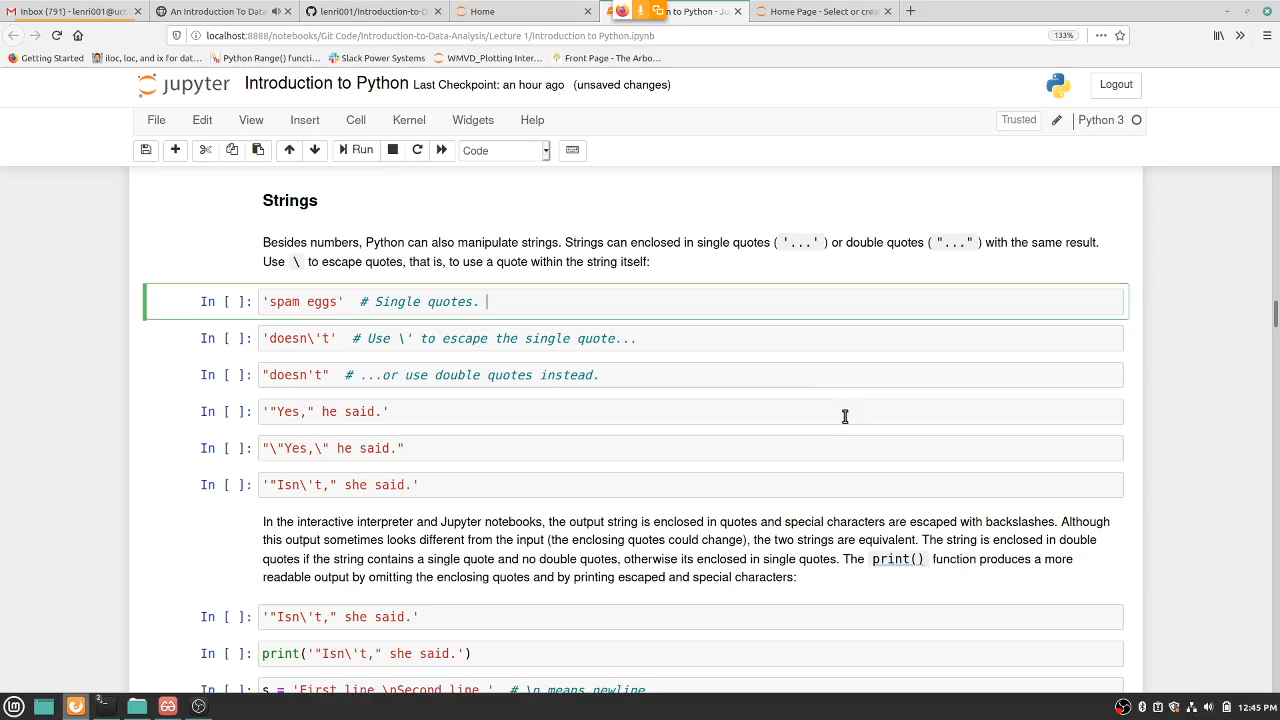 Inbox (791) - lenri001@ucr
An Introduction To Data
lenri001/Introduction-to-D
Home
n to Python - Ju
Home Page - Select or crea
localhost:8888/notebooks/Git Code/Introduction-to-Data-Analysis/Lecture 1/Introduction to Python.ipynb
133%
Getting Started
iloc, loc, and ix for dat...
Python Range() functi...
Slack Power Systems
WMVD_Plotting Inter...
Front Page - The Arbo...
jupyter Introduction to Python Last Checkpoint: an hour ago (unsaved changes)
Logout
File Edit View Insert Cell Kernel Widgets Help
Trusted
Python 3
Run
Code
Strings
Besides numbers, Python can also manipulate strings. Strings can enclosed in single quotes ( '...' ) or double quotes ( "..." ) with the same result.
Use \ to escape quotes, that is, to use a quote within the string itself:
In [ ]: 'spam eggs'  # Single quotes.
In [ ]: 'doesn\'t'  # Use \' to escape the single quote...
In [ ]: "doesn't"  # ...or use double quotes instead.
In [ ]: '"Yes," he said.'
In [ ]: "\"Yes,\" he said."
In [ ]: '"Isn\'t," she said.'
In the interactive interpreter and Jupyter notebooks, the output string is enclosed in quotes and special characters are escaped with backslashes. Although
this output sometimes looks different from the input (the enclosing quotes could change), the two strings are equivalent. The string is enclosed in double
quotes if the string contains a single quote and no double quotes, otherwise its enclosed in single quotes. The print() function produces a more
readable output by omitting the enclosing quotes and by printing escaped and special characters:
In [ ]: '"Isn\'t," she said.'
In [ ]: print('"Isn\'t," she said.')
In [ ]: s = 'First line.\nSecond line.'  # \n means newline
12:45 PM